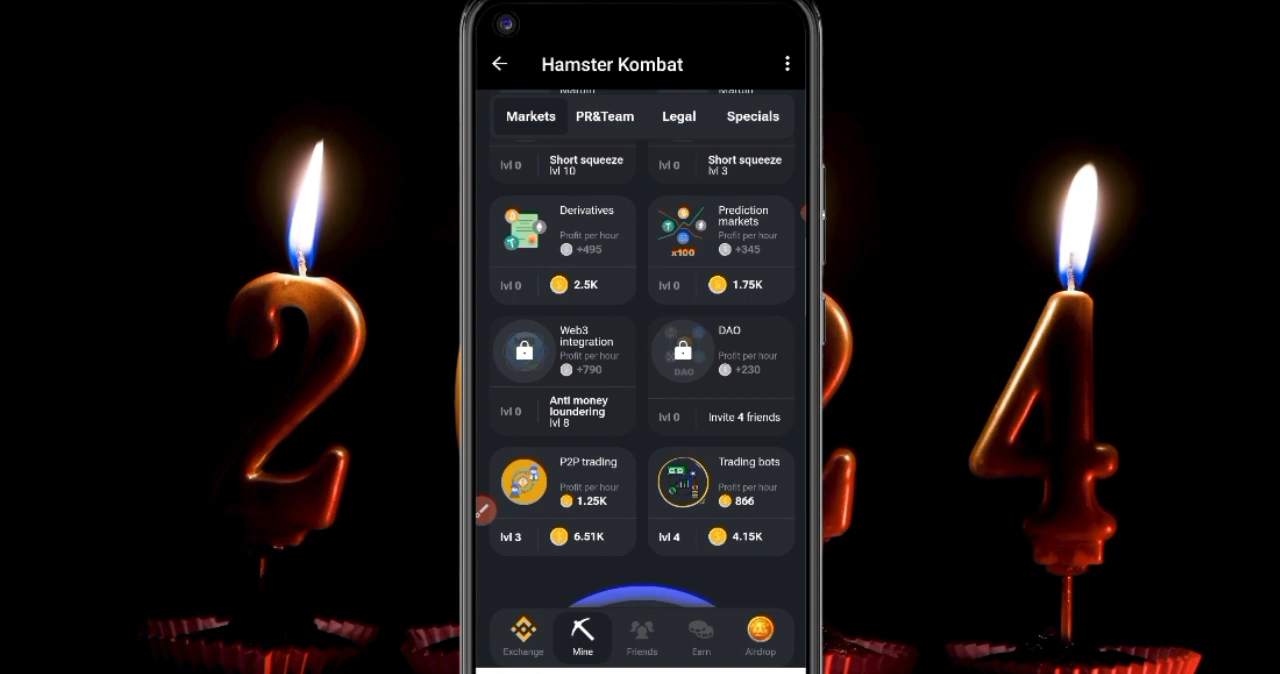 Hamster Kombat
Markets
PR&Team
Legal
Specials
lvl 0
Short squeeze
lvl 10
lvl 0
Short squeeze
lvl 3
Derivatives
Profit per hour
+495
lvl 0
2.5K
Prediction
markets
Profit per hour
+345
x100
lvl 0
1.75K
Web3
integration
Profit per hour
+790
lvl 0
Anti money
loundering
lvl 8
DAO
Profit per hour
+230
DAO
lvl 0
Invite 4 friends
P2P trading
Profit per hour
1.25K
lvl 3
6.51K
Trading bots
Profit per hour
866
lvl 4
4.15K
Exchange
Mine
Friends
Earn
Airdrop
2
2
4